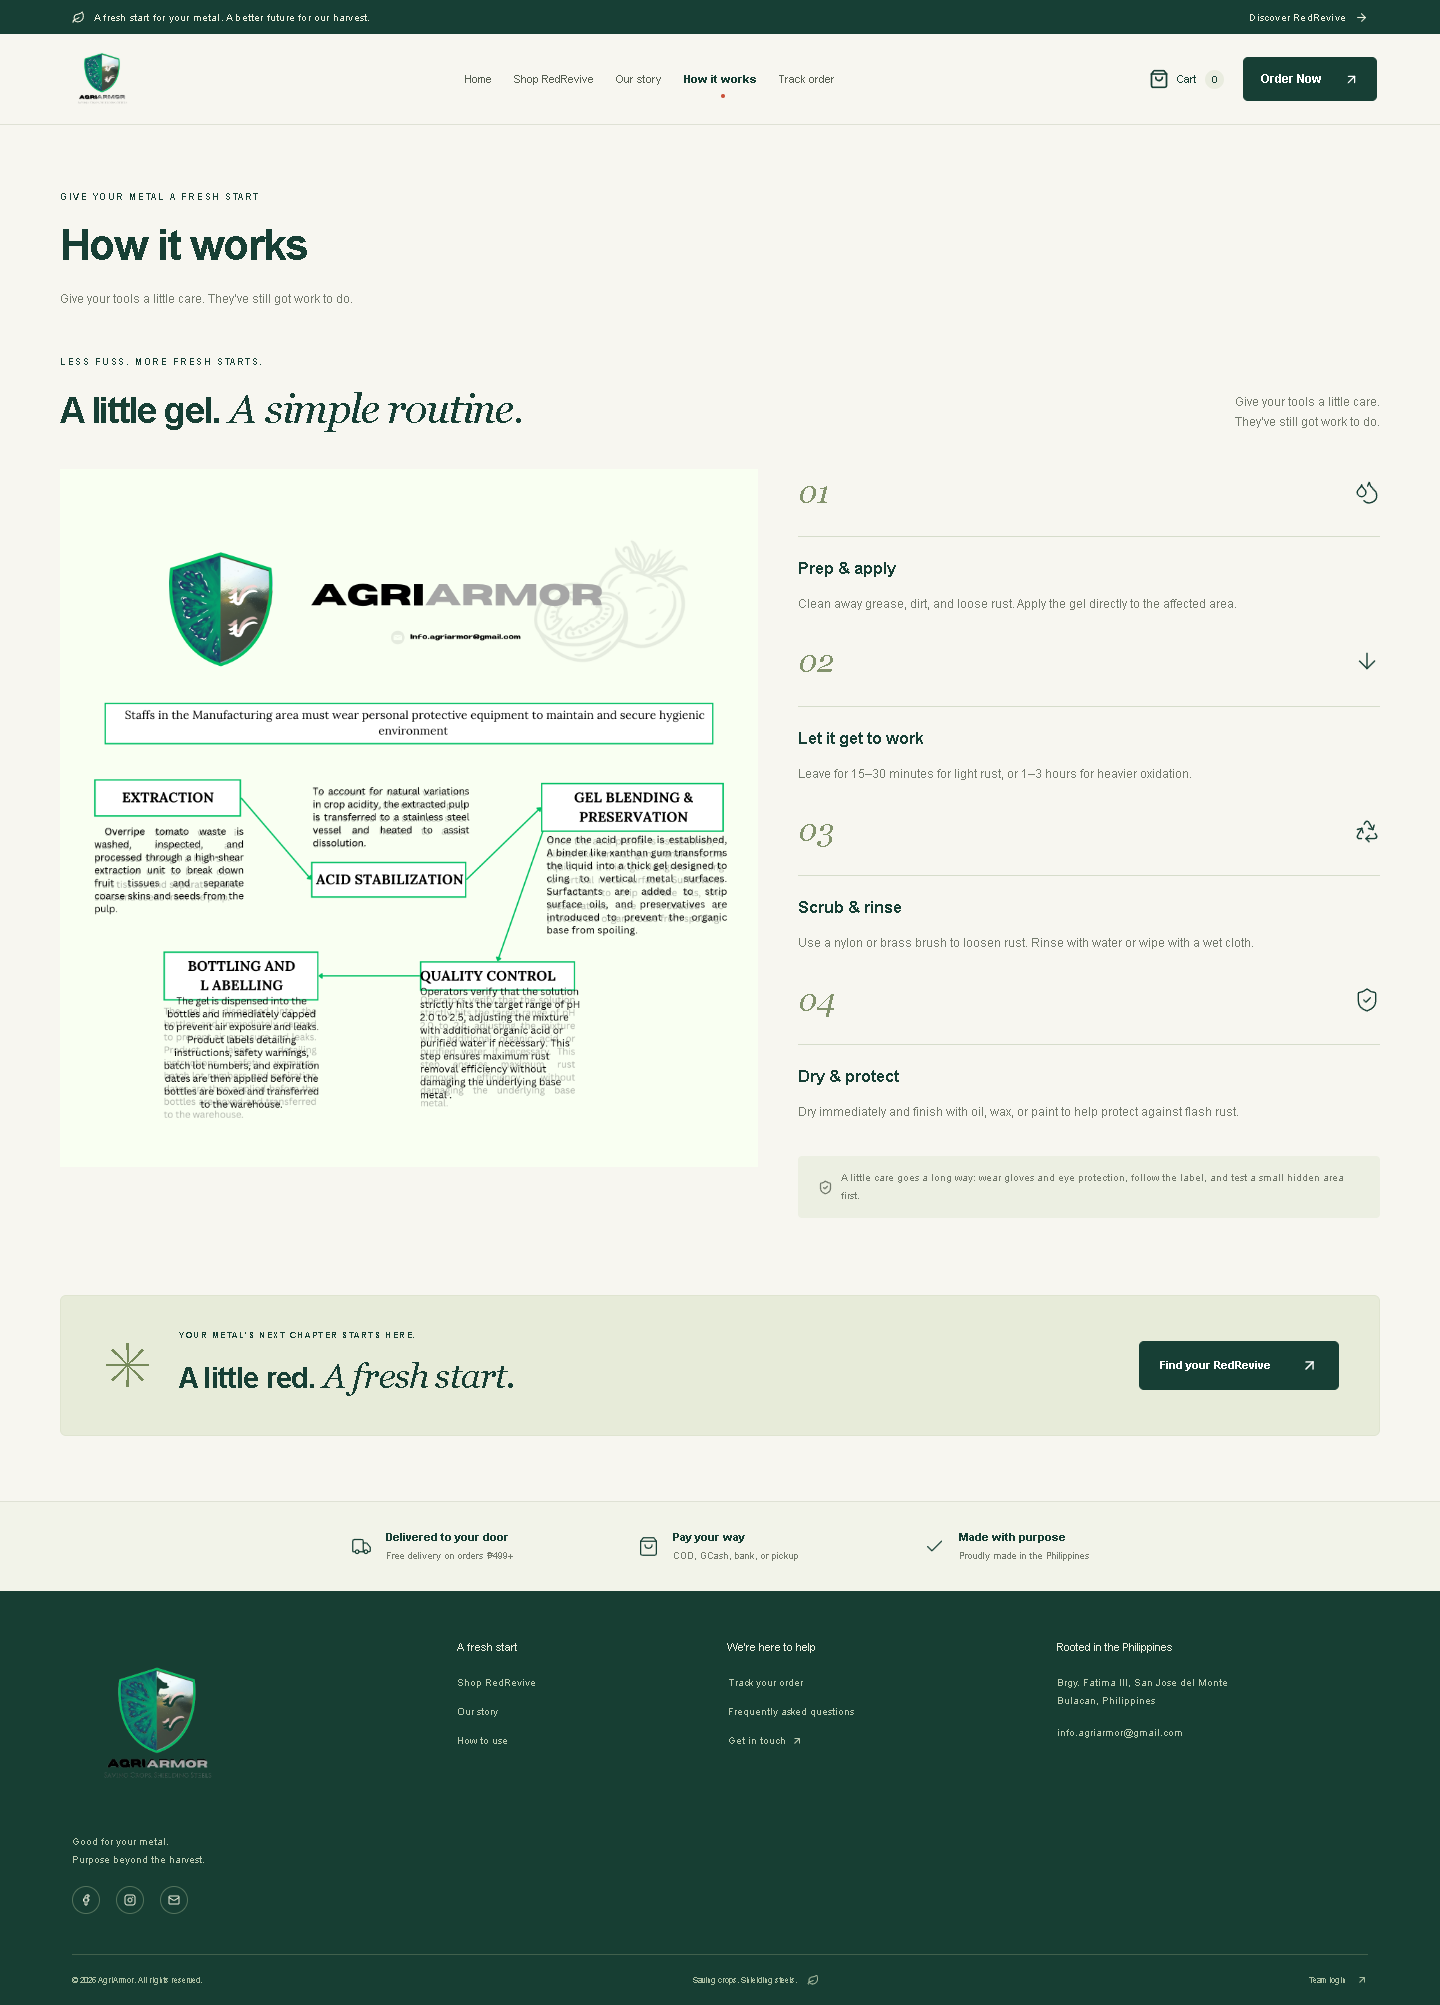 A fresh start for your metal. A better future for our harvest.
Discover RedRevive
AGRIARMOR
Home
Shop RedRevive
Our story
How it works
Track order
Cart
0
Order Now
GIVE YOUR METAL A FRESH START
How it works
Give your tools a little care. They've still got work to do.
LESS FUSS. MORE FRESH STARTS.
A little gel. A simple routine.
Give your tools a little care.
They've still got work to do.
AGRIARMOR
Info.agriarmor@gmail.com
Staffs in the Manufacturing area must wear personal protective equipment to maintain and secure hygienic
environment
EXTRACTION
Overripe tomato waste is
washed, inspected, and
processed through a high-shear
extraction unit to break down
fruit tissues and separate
coarse skins and seeds from the
pulp.
To account for natural variations
in crop acidity, the extracted pulp
is transferred to a stainless steel
vessel and heated to assist
dissolution.
ACID STABILIZATION
GEL BLENDING &
PRESERVATION
Once the acid profile is established,
A binder like xanthan gum transforms
the liquid into a thick gel designed to
cling to vertical metal surfaces.
Surfactants are added to strip
surface oils, and preservatives are
introduced to prevent the organic
base from spoiling.
BOTTLING AND
L ABELLING
The gel is dispensed into the
bottles and immediately capped
to prevent air exposure and leaks.
Product labels detailing
instructions, safety warnings,
batch lot numbers, and expiration
dates are then applied before the
bottles are boxed and transferred
to the warehouse.
QUALITY CONTROL
Operators verify that the solution
strictly hits the target range of pH
2.0 to 2.5, adjusting the mixture
with additional organic acid or
purified water if necessary. This
step ensures maximum rust
removal efficiency without
damaging the underlying base
metal .
01
Prep & apply
Clean away grease, dirt, and loose rust. Apply the gel directly to the affected area.
02
Let it get to work
Leave for 15–30 minutes for light rust, or 1–3 hours for heavier oxidation.
03
Scrub & rinse
Use a nylon or brass brush to loosen rust. Rinse with water or wipe with a wet cloth.
04
Dry & protect
Dry immediately and finish with oil, wax, or paint to help protect against flash rust.
A little care goes a long way: wear gloves and eye protection, follow the label, and test a small hidden area
first.
YOUR METAL'S NEXT CHAPTER STARTS HERE.
A little red. A fresh start.
Find your RedRevive
Delivered to your door
Free delivery on orders ₱499+
Pay your way
COD, GCash, bank, or pickup
Made with purpose
Proudly made in the Philippines
AGRIARMOR
Good for your metal.
Purpose beyond the harvest.
A fresh start
Shop RedRevive
Our story
How to use
We're here to help
Track your order
Frequently asked questions
Get in touch
Rooted in the Philippines
Brgy. Fatima III, San Jose del Monte
Bulacan, Philippines
info.agriarmor@gmail.com
© 2026 AgriArmor. All rights reserved.
Saving crops. Shielding steels.
Team login